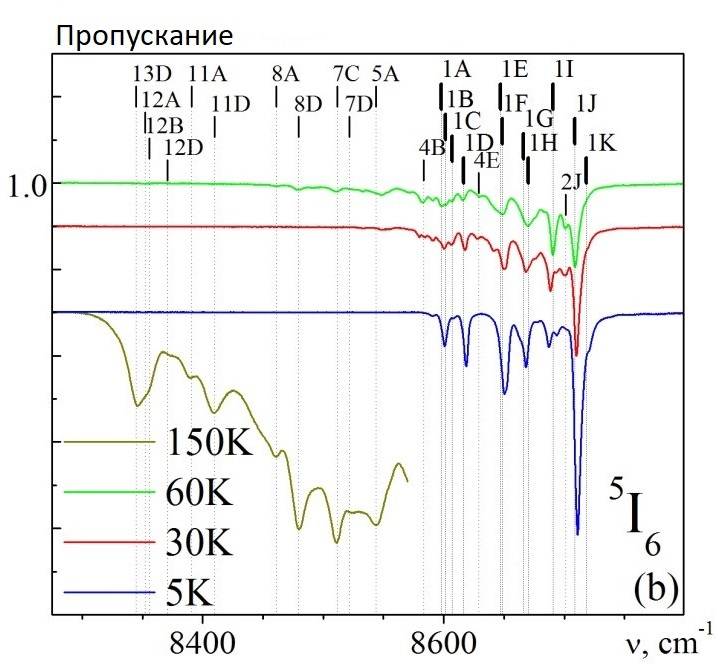 Пропускание
13D 11A 8A 7C 5A 1A 1E 1I
12A 11D 8D 7D 1B 1F 1J
12B 1C 1G
12D 4B 1D 4E 1H 1K
1.0 2J
150K
60K
30K
5K
⁵I₆
(b)
8400 8600 ν, cm⁻¹